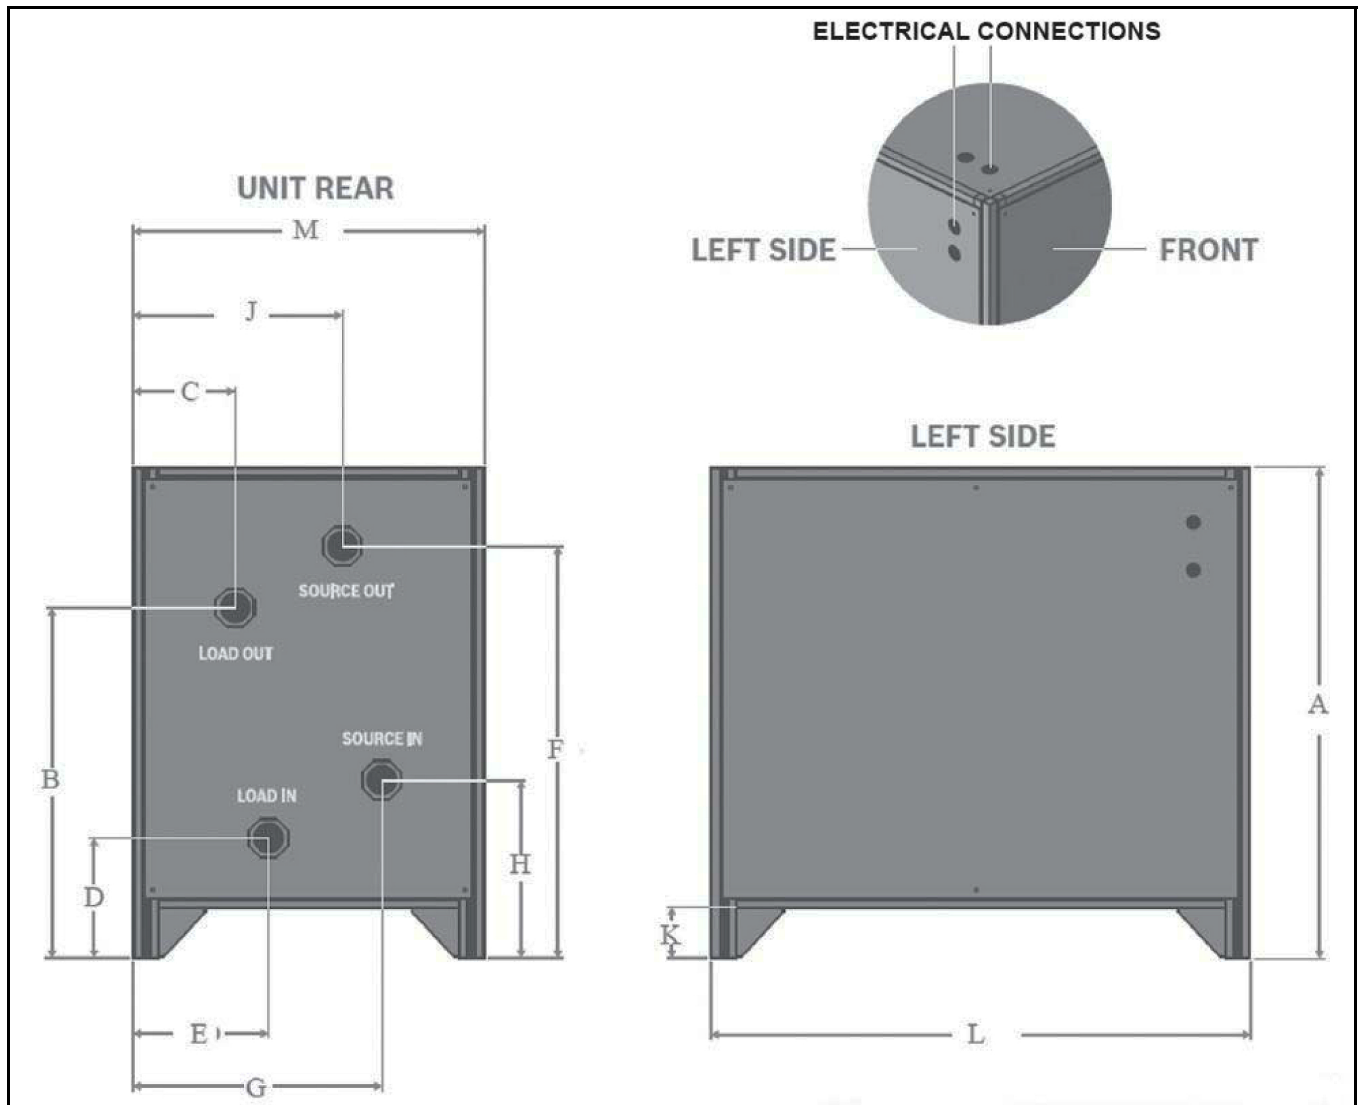 ELECTRICAL CONNECTIONS
UNIT REAR
M
LEFT SIDE
FRONT
J
C
LEFT SIDE
SOURCE OUT
LOAD OUT
A
SOURCE IN
F
B
LOAD IN
H
D
K
E
L
G